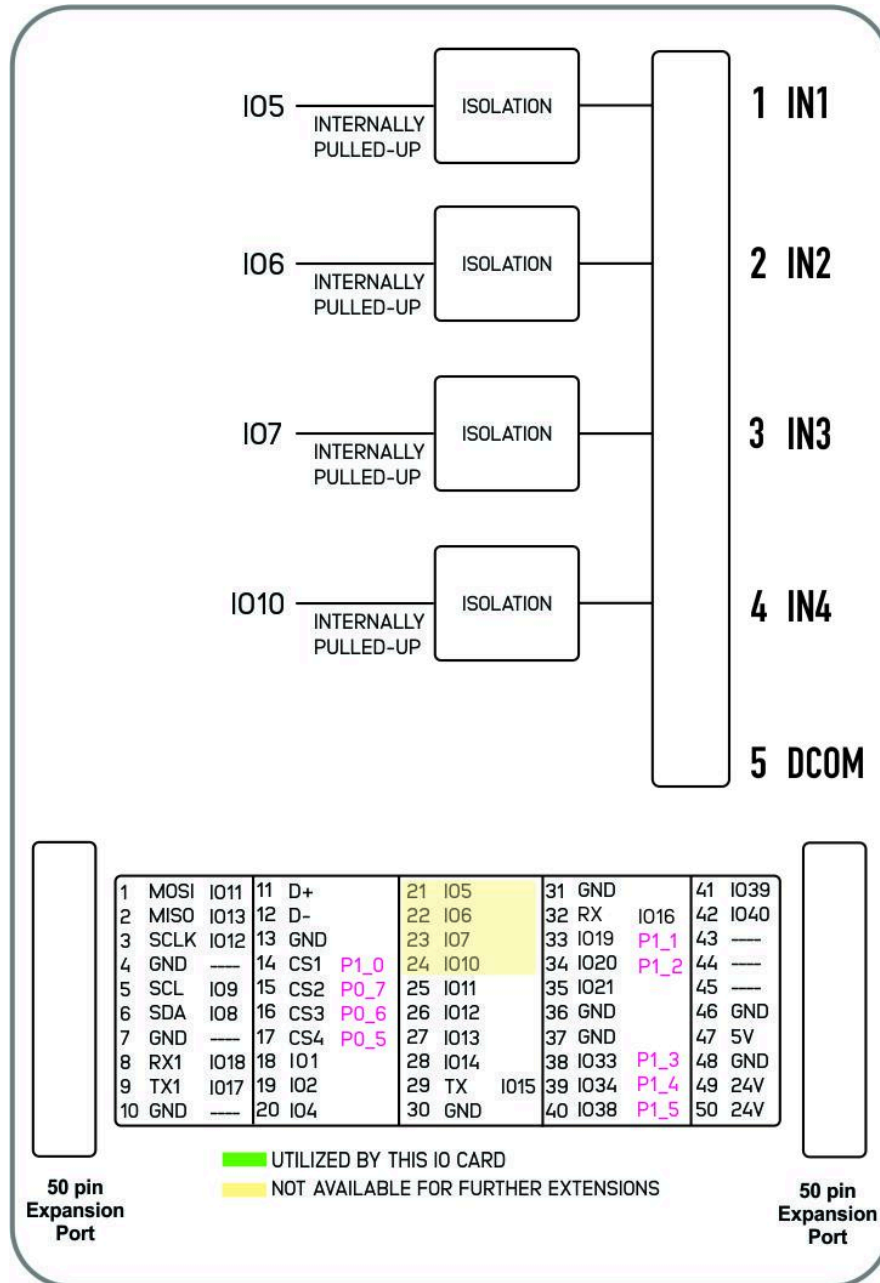 IO5
INTERNALLY
PULLED-UP
ISOLATION
1 IN1
IO6
INTERNALLY
PULLED-UP
ISOLATION
2 IN2
IO7
INTERNALLY
PULLED-UP
ISOLATION
3 IN3
IO10
INTERNALLY
PULLED-UP
ISOLATION
4 IN4
5 DCOM
1 MOSI IO11 11 D+ 21 IO5 31 GND 41 IO39
2 MISO IO13 12 D- 22 IO6 32 RX IO16 42 IO40
3 SCLK IO12 13 GND 23 IO7 33 IO19 P1_1 43 ----
4 GND ---- 14 CS1 P1_0 24 IO10 34 IO20 P1_2 44 ----
5 SCL IO9 15 CS2 P0_7 25 IO11 35 IO21 45 ----
6 SDA IO8 16 CS3 P0_6 26 IO12 36 GND 46 GND
7 GND ---- 17 CS4 P0_5 27 IO13 37 GND 47 5V
8 RX1 IO18 18 IO1 28 IO14 38 IO33 P1_3 48 GND
9 TX1 IO17 19 IO2 29 TX IO15 39 IO34 P1_4 49 24V
10 GND ---- 20 IO4 30 GND 40 IO38 P1_5 50 24V
UTILIZED BY THIS IO CARD
NOT AVAILABLE FOR FURTHER EXTENSIONS
50 pin
Expansion
Port
50 pin
Expansion
Port